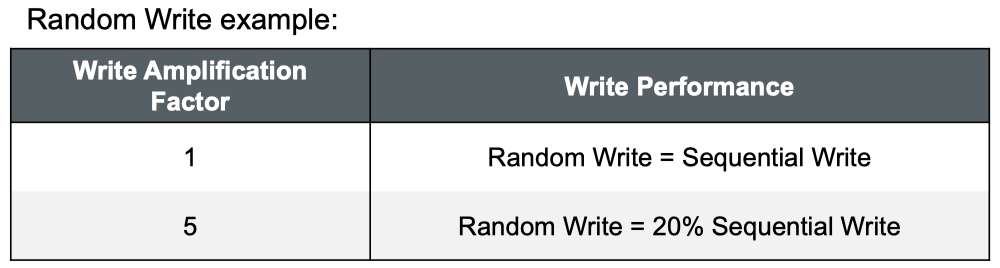 Random Write example:
Write Amplification
Factor
Write Performance
1
Random Write = Sequential Write
5
Random Write = 20% Sequential Write